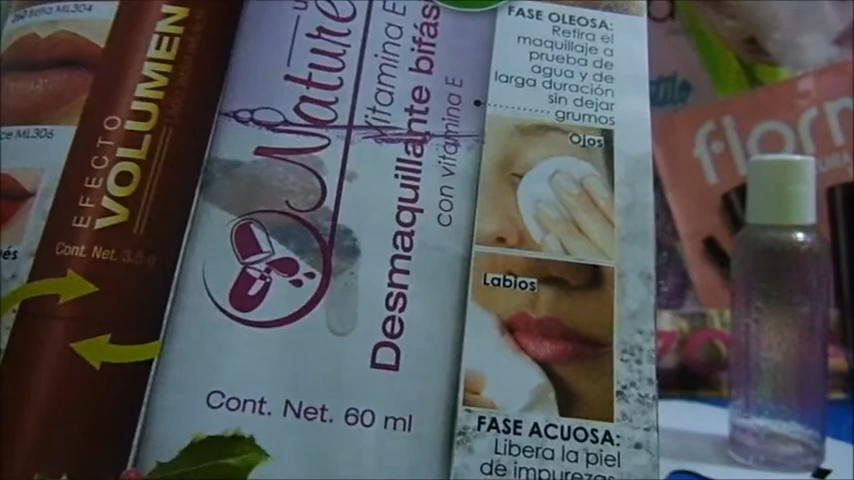 ML304
ML306
EFECTO
VOLUMEN
Cont. Net. 3.5 g
Nature
Vitamina E
Desmaquillante bifás
con vitamina E
Cont. Net. 60 ml
FASE OLEOSA:
Retira el
maquillaje a
prueba de
agua y de
larga duración
sin dejar
grumos
Ojos
Labios
FASE ACUOSA:
Libera la piel
de impurezas
florm